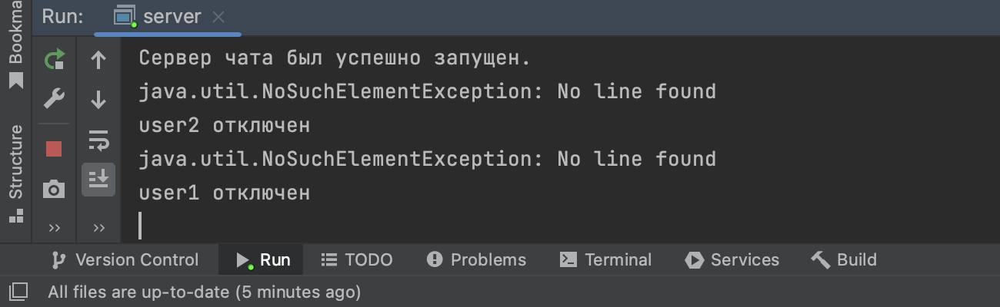 Run: server
Bookma
Structure
Сервер чата был успешно запущен.
java.util.NoSuchElementException: No line found
user2 отключен
java.util.NoSuchElementException: No line found
user1 отключен
Version Control Run TODO Problems Terminal Services Build
All files are up-to-date (5 minutes ago)